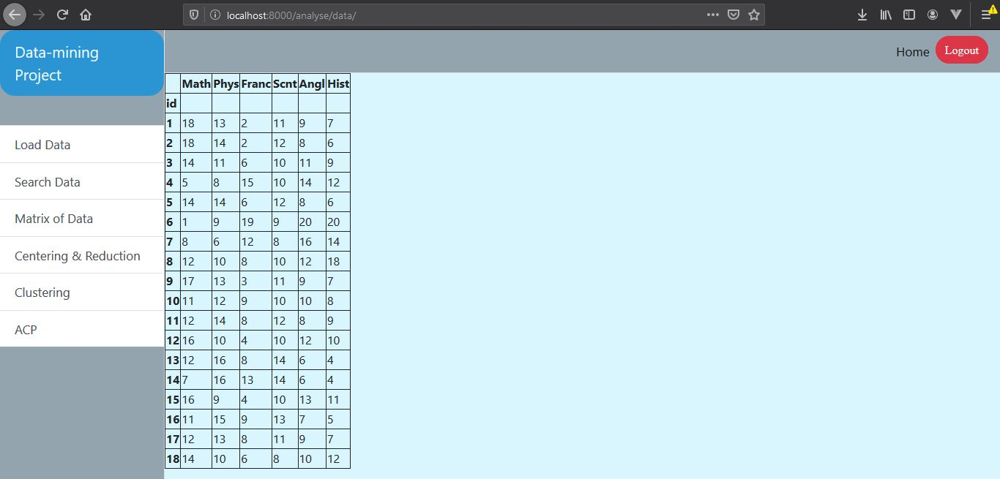 localhost:8000/analyse/data/
Data-mining
Project
Home Logout
Load Data
Search Data
Matrix of Data
Centering & Reduction
Clustering
ACP
Math Phys Franc Scnt Angl Hist
id
1 18 13 2 11 9 7
2 18 14 2 12 8 6
3 14 11 6 10 11 9
4 5 8 15 10 14 12
5 14 14 6 12 8 6
6 1 9 19 9 20 20
7 8 6 12 8 16 14
8 12 10 8 10 12 18
9 17 13 3 11 9 7
10 11 12 9 10 10 8
11 12 14 8 12 8 9
12 16 10 4 10 12 10
13 12 16 8 14 6 4
14 7 16 13 14 6 4
15 16 9 4 10 13 11
16 11 15 9 13 7 5
17 12 13 8 11 9 7
18 14 10 6 8 10 12